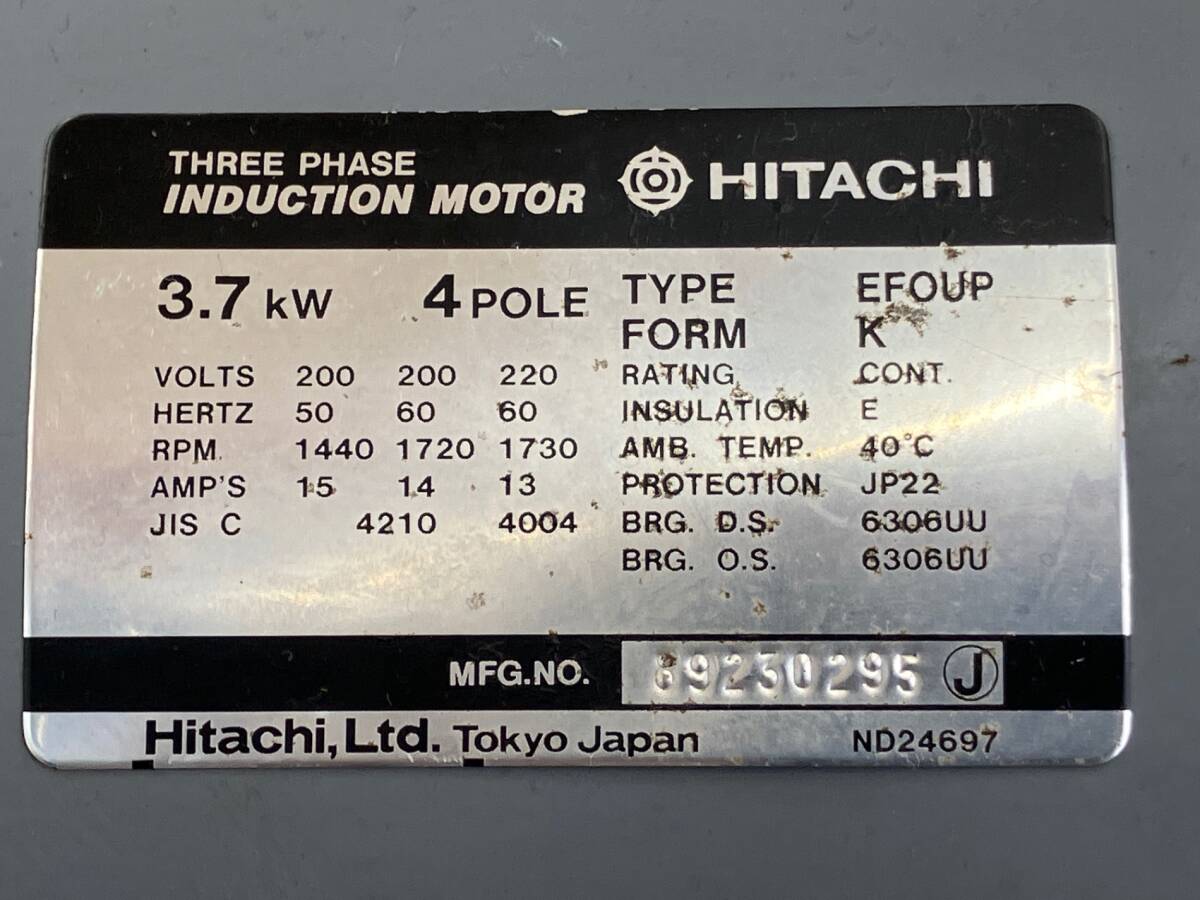 THREE PHASE
INDUCTION MOTOR
HITACHI
3.7 kW 4 POLE
VOLTS 200 200 220
HERTZ 50 60 60
RPM. 1440 1720 1730
AMP'S 15 14 13
JIS C 4210 4004
TYPE EFOUP
FORM K
RATING CONT.
INSULATION E
AMB. TEMP. 40°C
PROTECTION JP22
BRG. D.S. 6306UU
BRG. O.S. 6306UU
MFG.NO. J
Hitachi, Ltd. Tokyo Japan ND24697